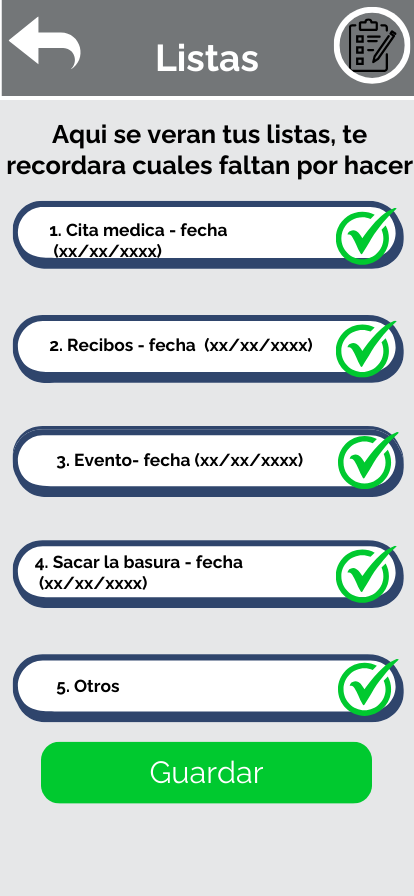 Listas
Aqui se veran tus listas, te
recordara cuales faltan por hacer
1. Cita medica - fecha
(xx/xx/xxxx)
2. Recibos - fecha (xx/xx/xxxx)
3. Evento- fecha (xx/xx/xxxx)
4. Sacar la basura - fecha
(xx/xx/xxxx)
5. Otros
Guardar